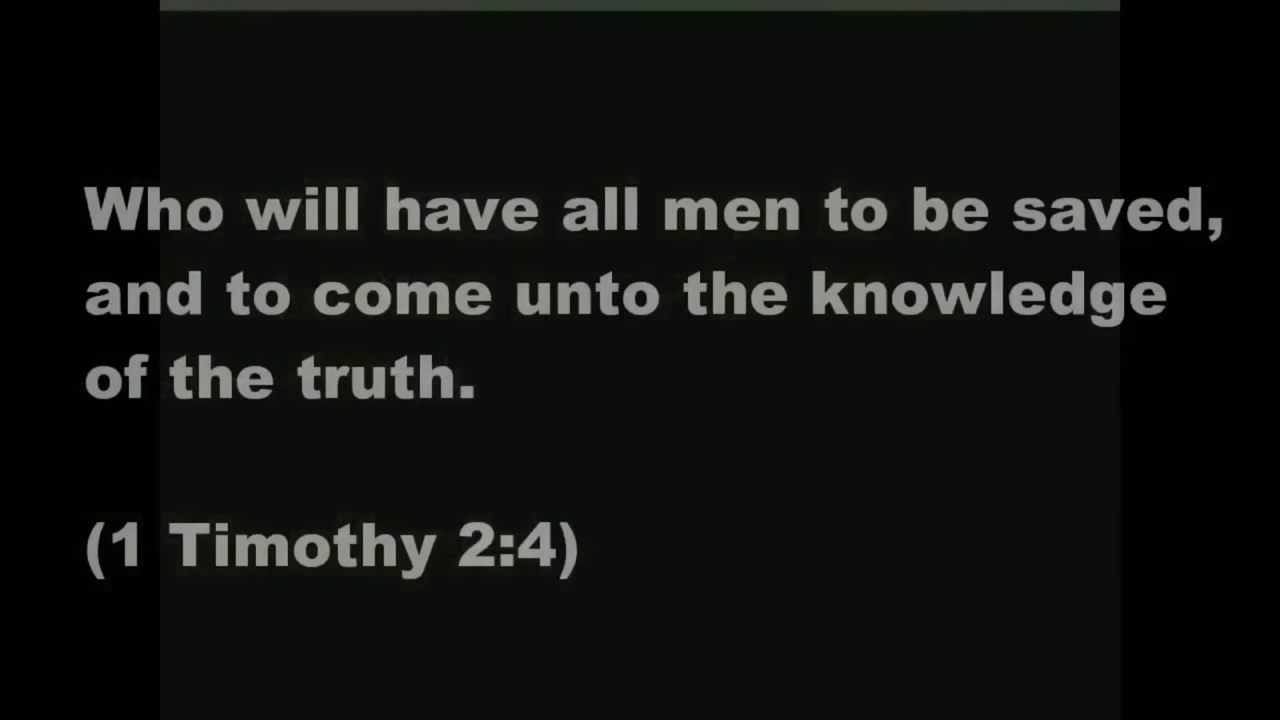 Who will have all men to be saved,
and to come unto the knowledge
of the truth.
(1 Timothy 2:4)